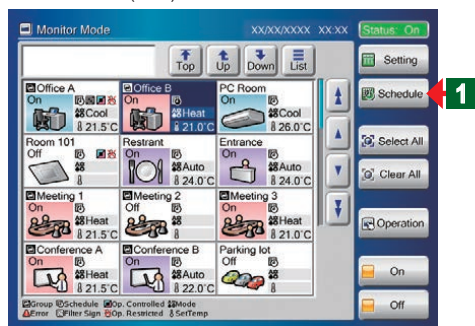 Monitor Mode XX/XX/XXXX XX:XX Status: On
Top Up Down List Setting
Office A Office B PC Room
On On On
Cool Heat Cool
21.5°C 21.0°C 26.0°C
Schedule 1
Room 101 Restrant Entrance
Off On On
Auto Auto
24.0°C 24.0°C
Select All
Clear All
Meeting 1 Meeting 2 Meeting 3
On Off On
Heat Heat Heat
21.0°C 21.0°C
Operation
Conference A Conference B Parking lot
On On Off
Heat Auto
21.5°C 22.0°C
On
Group Schedule Op. Controlled Mode
Error Filter Sign Op. Restricted SetTemp
Off